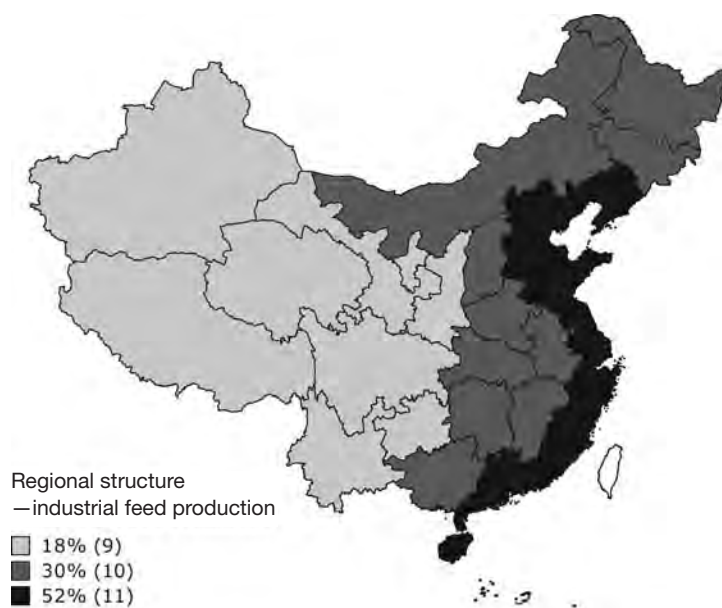 Regional structure
—industrial feed production
18% (9)
30% (10)
52% (11)